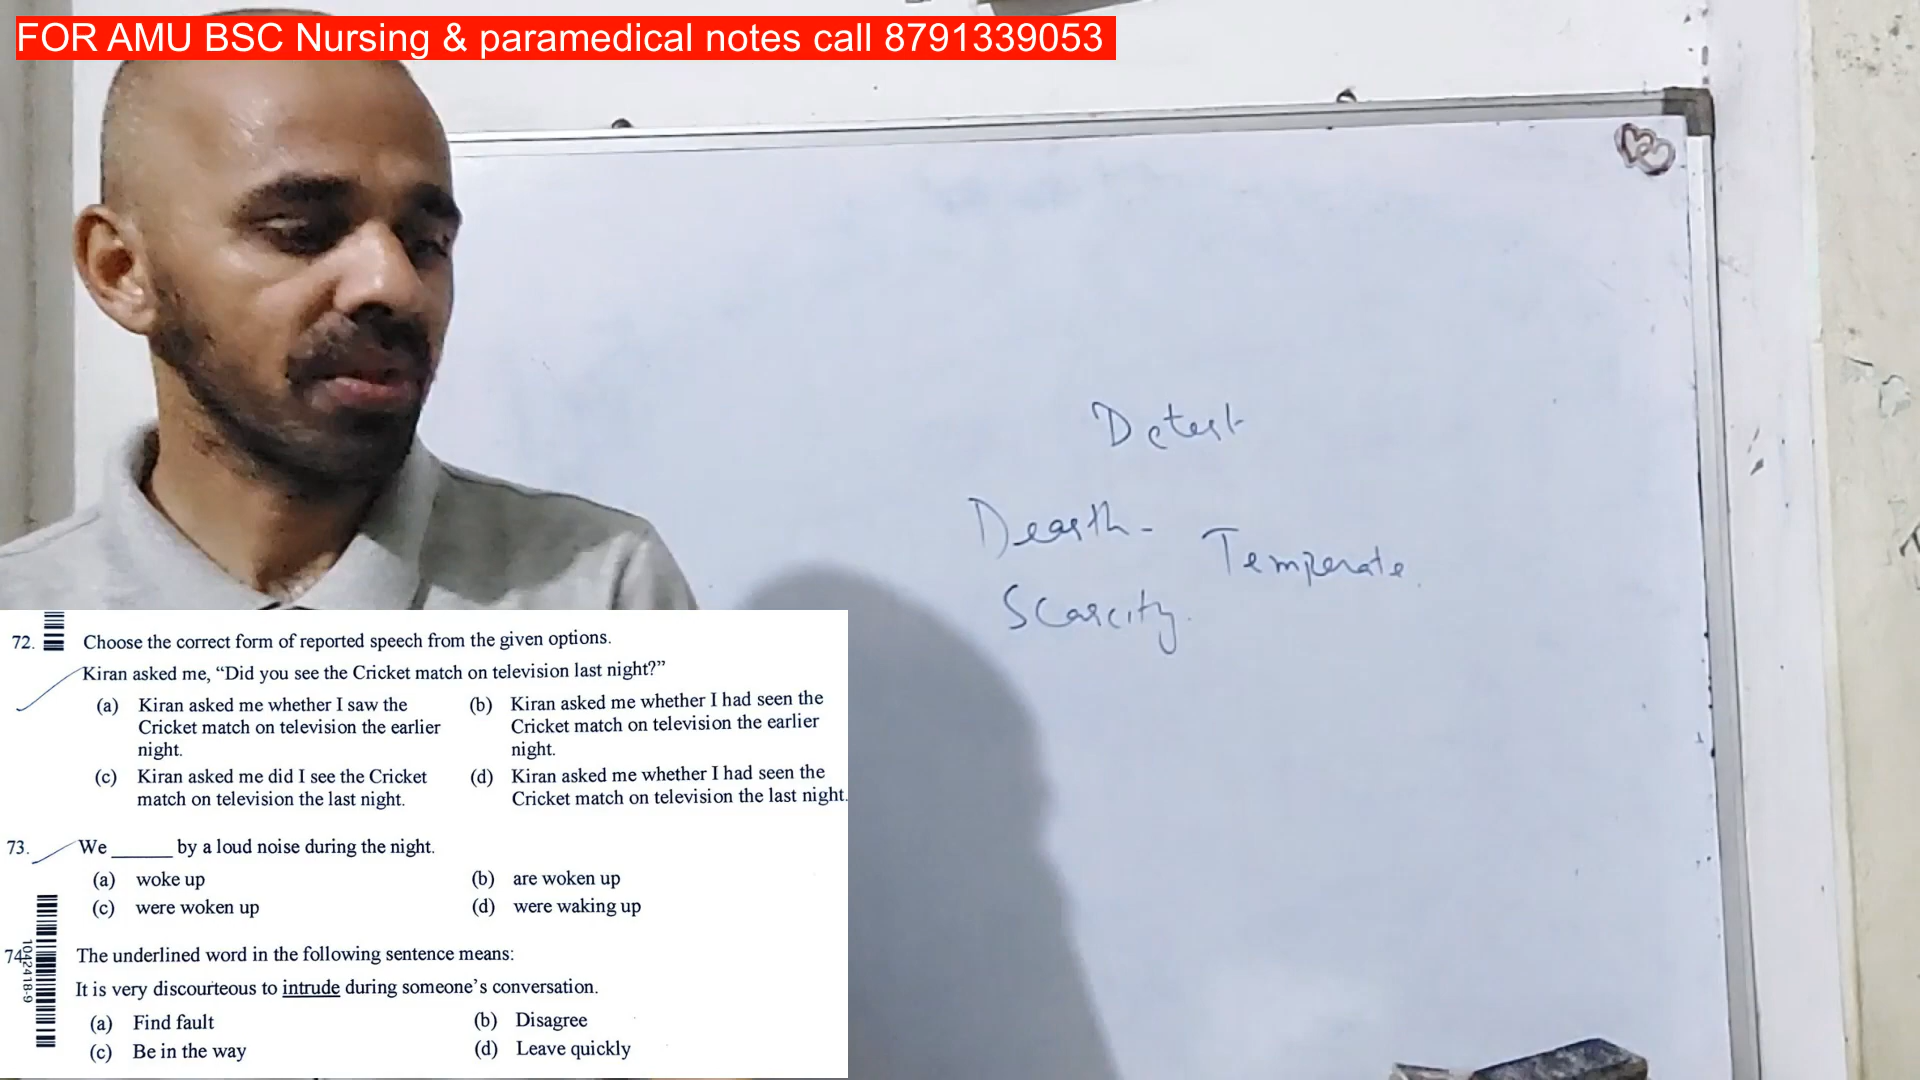 FOR AMU BSC Nursing & paramedical notes call 8791339053
Detest
Dearth -
Temperate.
Scarcity.
72. Choose the correct form of reported speech from the given options.
Kiran asked me, “Did you see the Cricket match on television last night?”
(a) Kiran asked me whether I saw the
Cricket match on television the earlier
night.
(b) Kiran asked me whether I had seen the
Cricket match on television the earlier
night.
(c) Kiran asked me did I see the Cricket
match on television the last night.
(d) Kiran asked me whether I had seen the
Cricket match on television the last night.
73. We ______ by a loud noise during the night.
(a) woke up
(b) are woken up
(c) were woken up
(d) were waking up
74. The underlined word in the following sentence means:
It is very discourteous to intrude during someone’s conversation.
(a) Find fault
(b) Disagree
(c) Be in the way
(d) Leave quickly
1042418-9